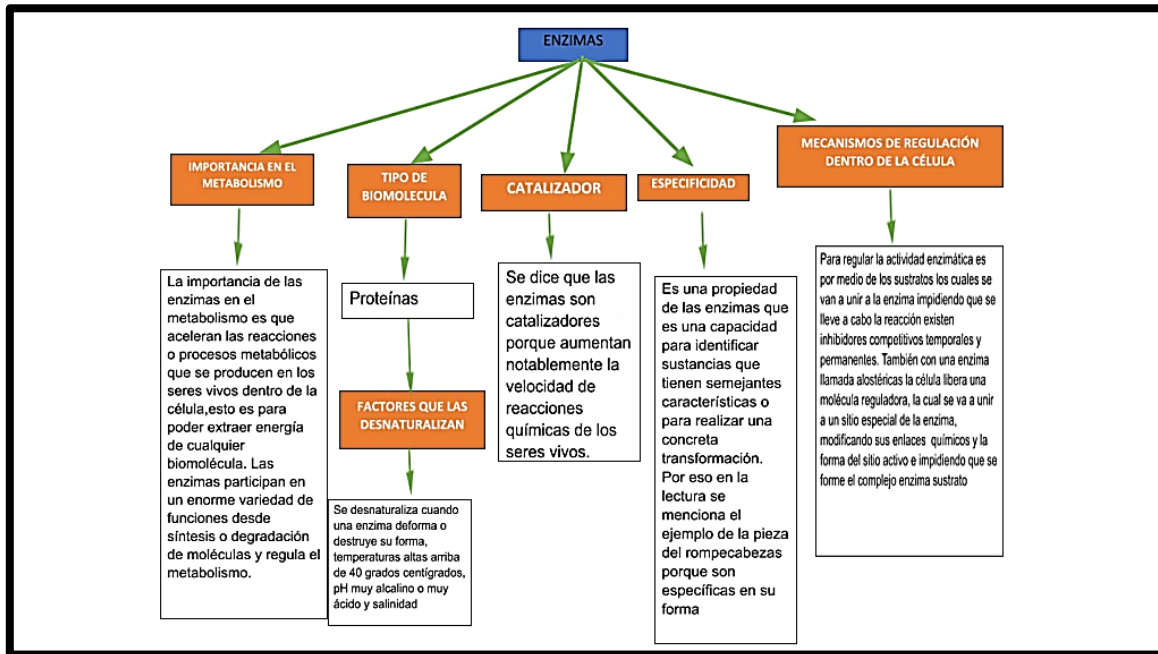 ENZIMAS
IMPORTANCIA EN EL
METABOLISMO
La importancia de las
enzimas en el
metabolismo es que
aceleran las reacciones
o procesos metabólicos
que se producen en los
seres vivos dentro de la
célula,esto es para
poder extraer energía
de cualquier
biomolécula. Las
enzimas participan en
un enorme variedad de
funciones desde
síntesis o degradación
de moléculas y regula el
metabolismo.
TIPO DE
BIOMOLECULA
Proteínas
FACTORES QUE LAS
DESNATURALIZAN
Se desnaturaliza cuando
una enzima deforma o
destruye su forma,
temperaturas altas arriba
de 40 grados centígrados,
pH muy alcalino o muy
ácido y salinidad
CATALIZADOR
Se dice que las
enzimas son
catalizadores
porque aumentan
notablemente la
velocidad de
reacciones
químicas de los
seres vivos.
ESPECIFICIDAD
Es una propiedad
de las enzimas que
es una capacidad
para identificar
sustancias que
tienen semejantes
características o
para realizar una
concreta
transformación.
Por eso en la
lectura se
menciona el
ejemplo de la pieza
del rompecabezas
porque son
específicas en su
forma
MECANISMOS DE REGULACIÓN
DENTRO DE LA CÉLULA
Para regular la actividad enzimática es
por medio de los sustratos los cuales se
van a unir a la enzima impidiendo que se
lleve a cabo la reacción existen
inhibidores competitivos temporales y
permanentes. También con una enzima
llamada alostéricas la célula libera una
molécula reguladora, la cual se va a unir
a un sitio especial de la enzima,
modificando sus enlaces químicos y la
forma del sitio activo e impidiendo que se
forme el complejo enzima sustrato